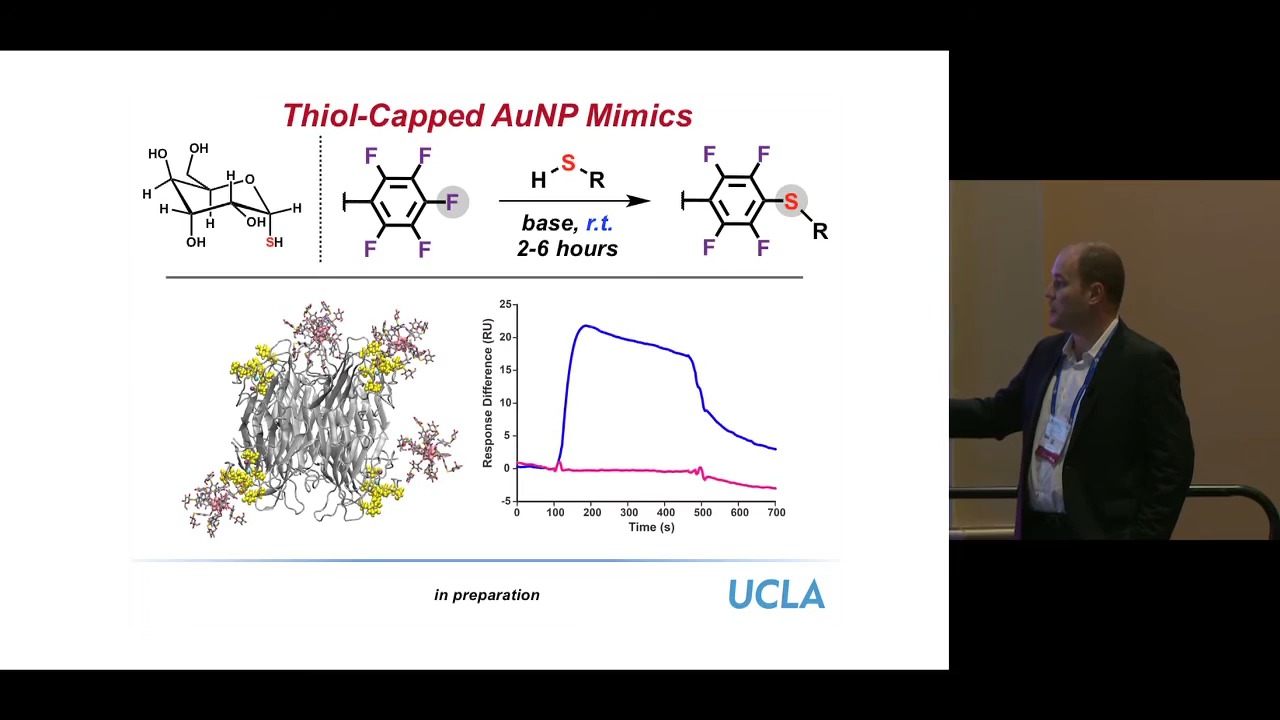 Thiol-Capped AuNP Mimics
HO
OH
H
O
H
H
H
H
OH
OH
SH
F
F
F
F
F
H
S
R
base, r.t.
2-6 hours
F
F
S
R
F
F
Response Difference (RU)
25
20
15
10
5
0
-5
0 100 200 300 400 500 600 700
Time (s)
in preparation
UCLA